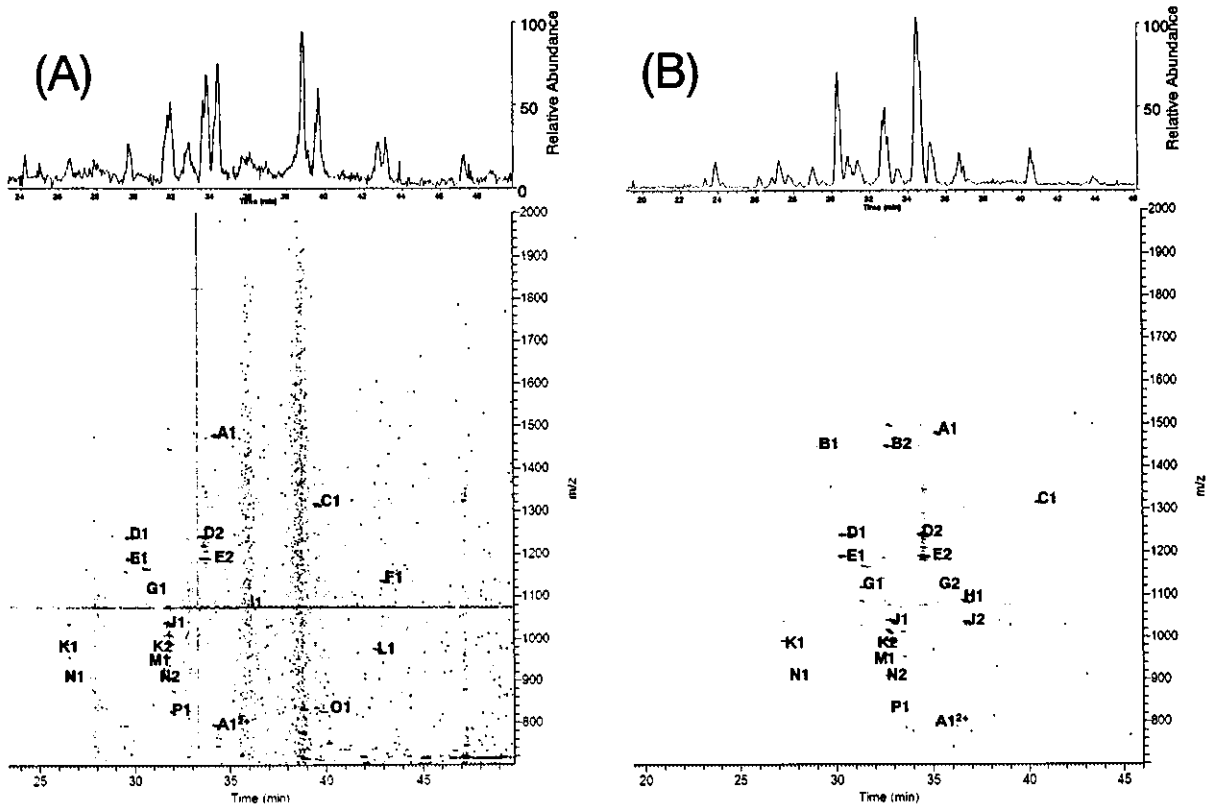 (A)
100
50
0
Relative Abundance
24 26 28 30 32 34 36 38 40 42 44 46 48
Time (min)
2000
1900
1800
1700
1600
1500
1400
1300
1200
1100
1000
900
800
m/z
A1
C1
D1 D2
E1 E2
F1
G1
I1
J1
K1 K2
L1
M1
N1 N2
P1
O1
A1²⁺
25 30 35 40 45
Time (min)
(B)
100
50
0
Relative Abundance
20 22 24 26 28 30 32 34 36 38 40 42 44 46
Time (min)
2000
1900
1800
1700
1600
1500
1400
1300
1200
1100
1000
900
800
m/z
A1
B1 B2
C1
D1 D2
E1 E2
G1 G2
H1
J1 J2
K1 K2
M1
N1 N2
P1
A1²⁺
20 25 30 35 40 45
Time (min)